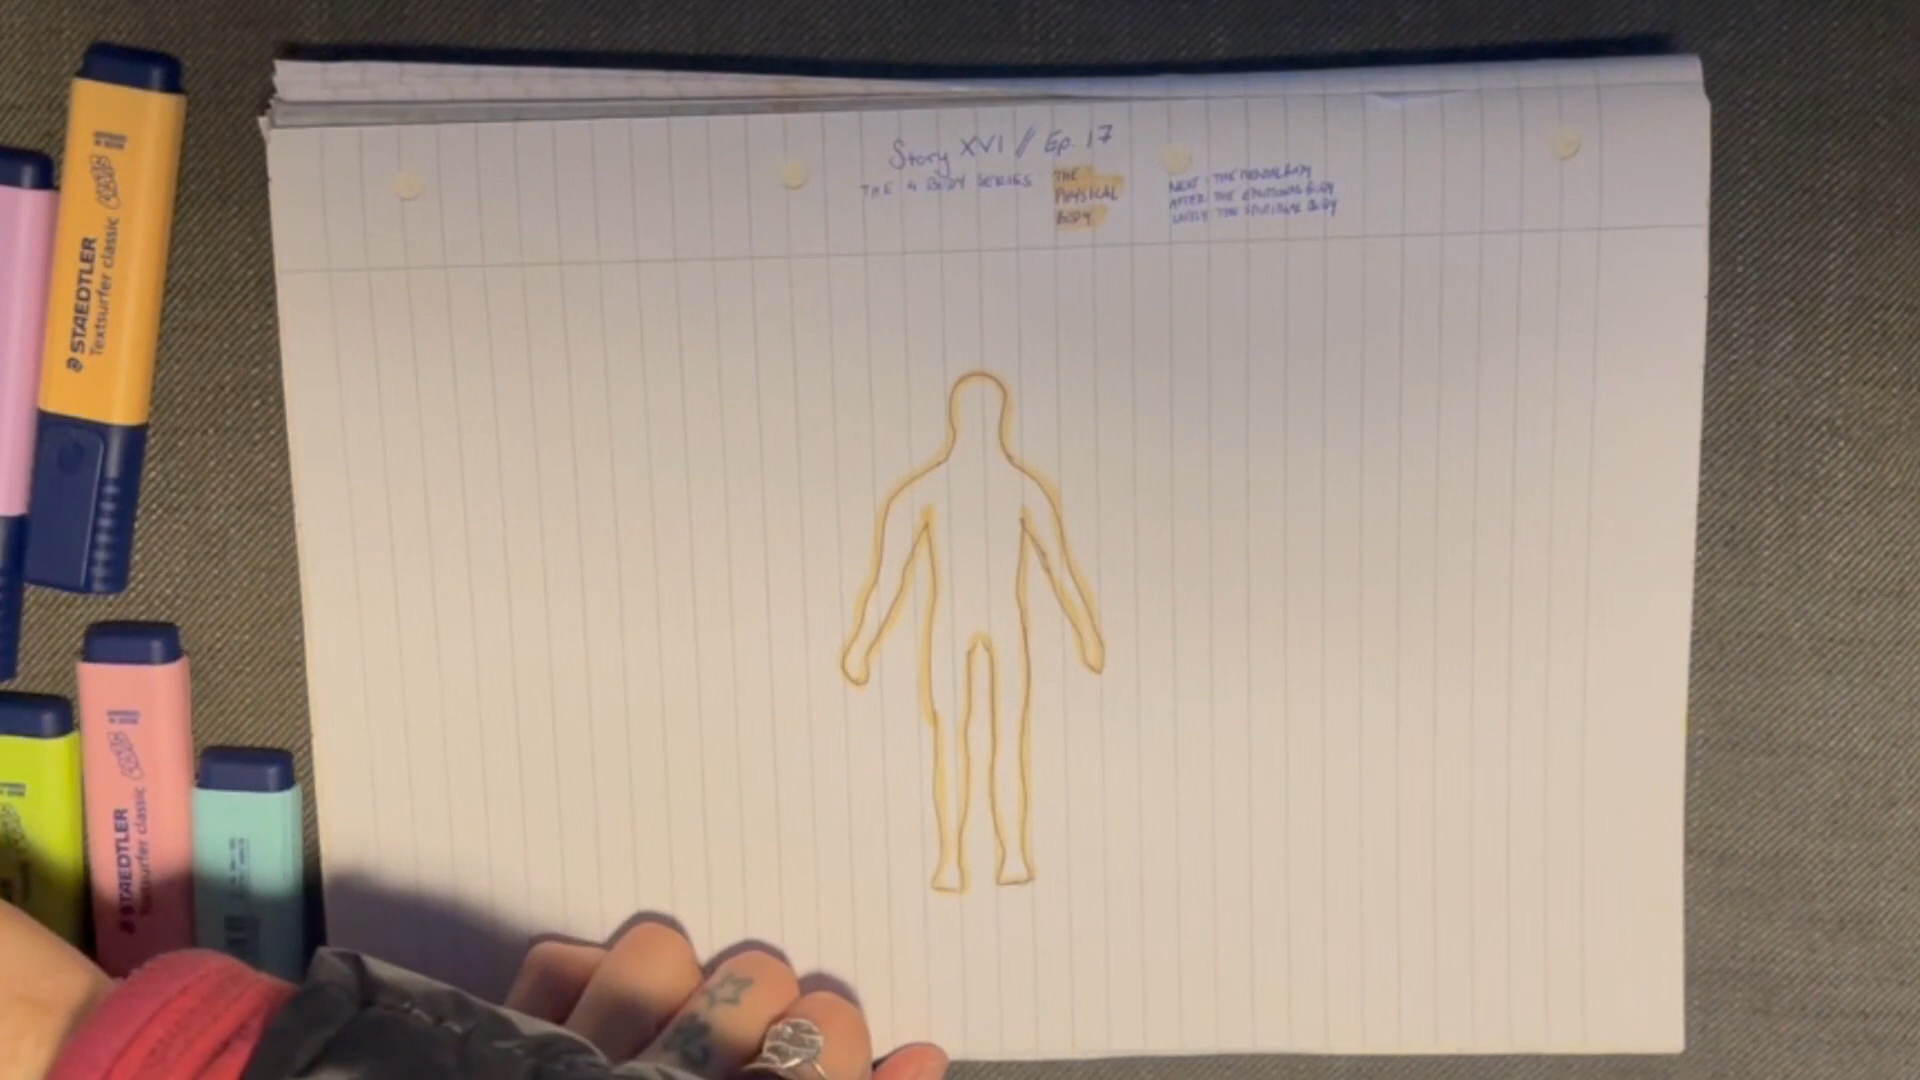 Story XVI // Ep. 17
THE 4 BODY SERIES
THE
PHYSICAL
BODY
NEXT: THE MENTAL BODY
AFTER: THE EMOTIONAL BODY
LASTLY: THE SPIRITUAL BODY
STAEDTLER
Textsurfer classic
STAEDTLER
Textsurfer classic